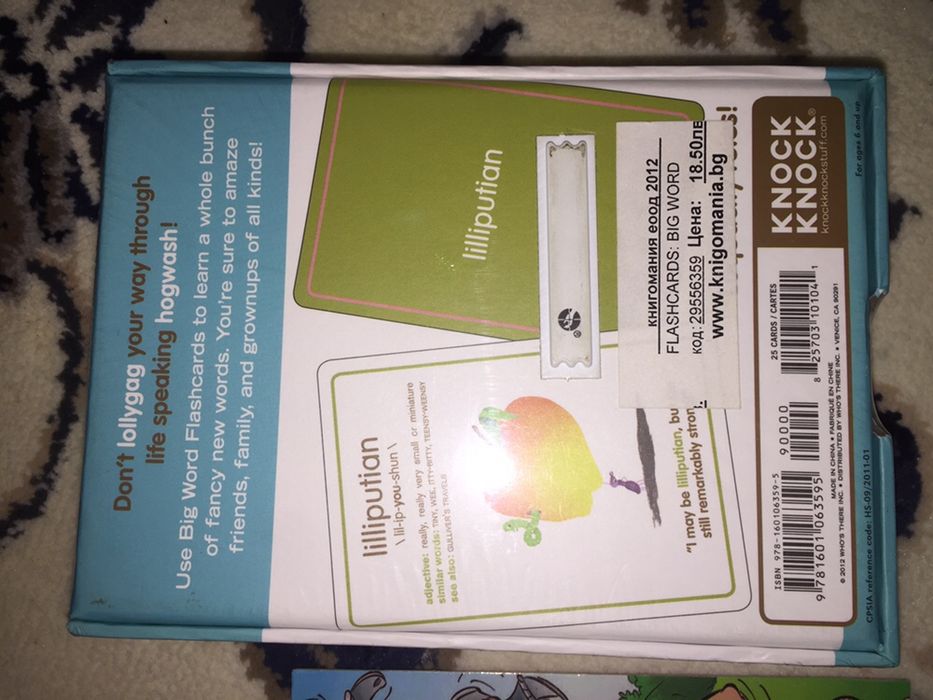 Don't lollygag your way through
life speaking hogwash!
Use Big Word Flashcards to learn a whole bunch
of fancy new words. You're sure to amaze
friends, family, and grownups of all kinds!
lilliputian
lilliputian
\ lil-ip-you-shun \
adjective: really, really very small or miniature
similar words: TINY, WEE, ITTY-BITTY, TEENSY-WEENSY
see also: GULLIVER'S TRAVELS
"I may be lilliputian, bu
still remarkably stron
КНИГОМАНИЯ еоод 2012
FLASHCARDS: BIG WORD
код: 29556359 Цена: 18.50лв
www.knigomania.bg
KNOCK
KNOCK®
knockknockstuff.com
For ages 6 and up
25 CARDS / CARTES
ISBN 978-160106359-5
90000
9 781601 063595
8 25703 10104 1
MADE IN CHINA • FABRIQUÉ EN CHINE
© 2012 WHO'S THERE INC. • DISTRIBUTED BY WHO'S THERE INC. • VENICE, CA 90291
CPSIA reference code: HS-09/2011-01